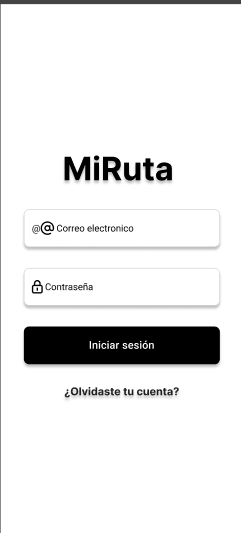 MiRuta
@@ Correo electronico
Contraseña
Iniciar sesión
¿Olvidaste tu cuenta?